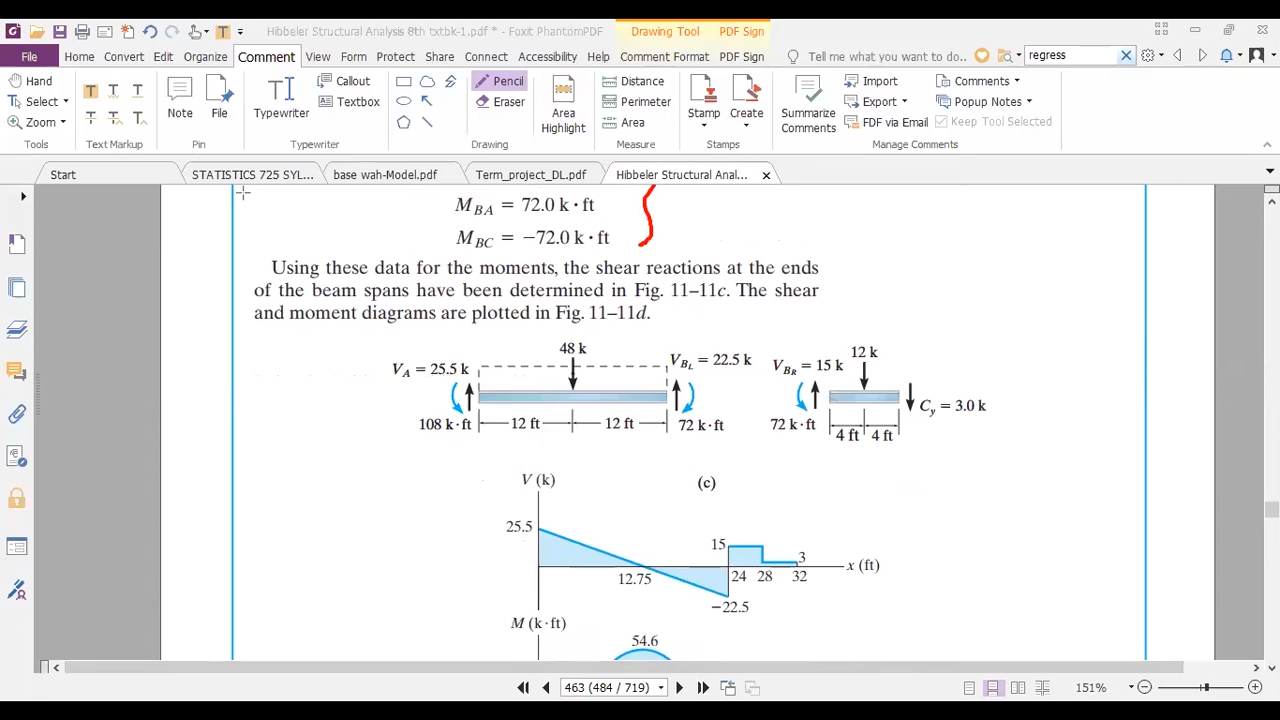 Hibbeler Structural Analysis 8th txtbk-1.pdf * - Foxit PhantomPDF
Drawing Tool
PDF Sign
File
Home
Convert
Edit
Organize
Comment
View
Form
Protect
Share
Connect
Accessibility
Help
Comment Format
PDF Sign
Tell me what you want to do..
regress
Hand
Select
Zoom
Tools
Text Markup
Note
File
Pin
Typewriter
Callout
Textbox
Typewriter
Pencil
Eraser
Drawing
Area
Highlight
Distance
Perimeter
Area
Measure
Stamp
Create
Stamps
Summarize
Comments
Import
Export
FDF via Email
Comments
Popup Notes
Keep Tool Selected
Manage Comments
Start
STATISTICS 725 SYL...
base wah-Model.pdf
Term_project_DL.pdf
Hibbeler Structural Anal...
M_BA = 72.0 k · ft
M_BC = −72.0 k · ft
Using these data for the moments, the shear reactions at the ends
of the beam spans have been determined in Fig. 11–11c. The shear
and moment diagrams are plotted in Fig. 11–11d.
48 k
V_A = 25.5 k
V_BL = 22.5 k
108 k·ft
12 ft
12 ft
72 k·ft
V_BR = 15 k
12 k
C_y = 3.0 k
72 k·ft
4 ft
4 ft
(c)
V (k)
25.5
12.75
15
3
24
28
32
x (ft)
−22.5
M (k·ft)
54.6
463 (484 / 719)
151%